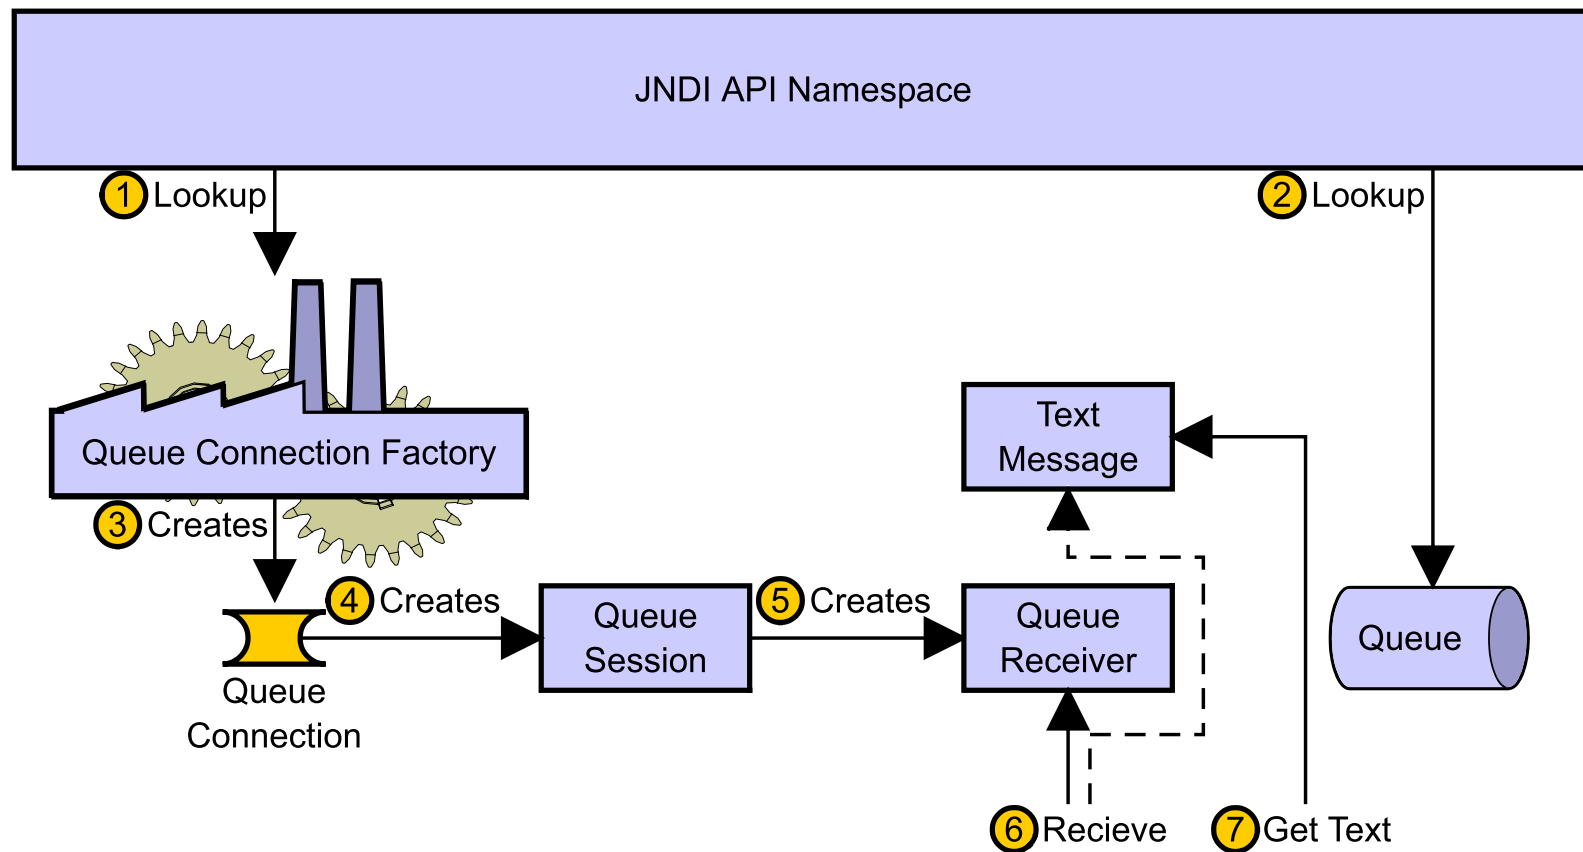 JNDI API Namespace
1 Lookup
2 Lookup
Queue Connection Factory
3 Creates
Text
Message
4 Creates
5 Creates
Queue
Session
Queue
Receiver
Queue
Queue
Connection
6 Recieve
7 Get Text